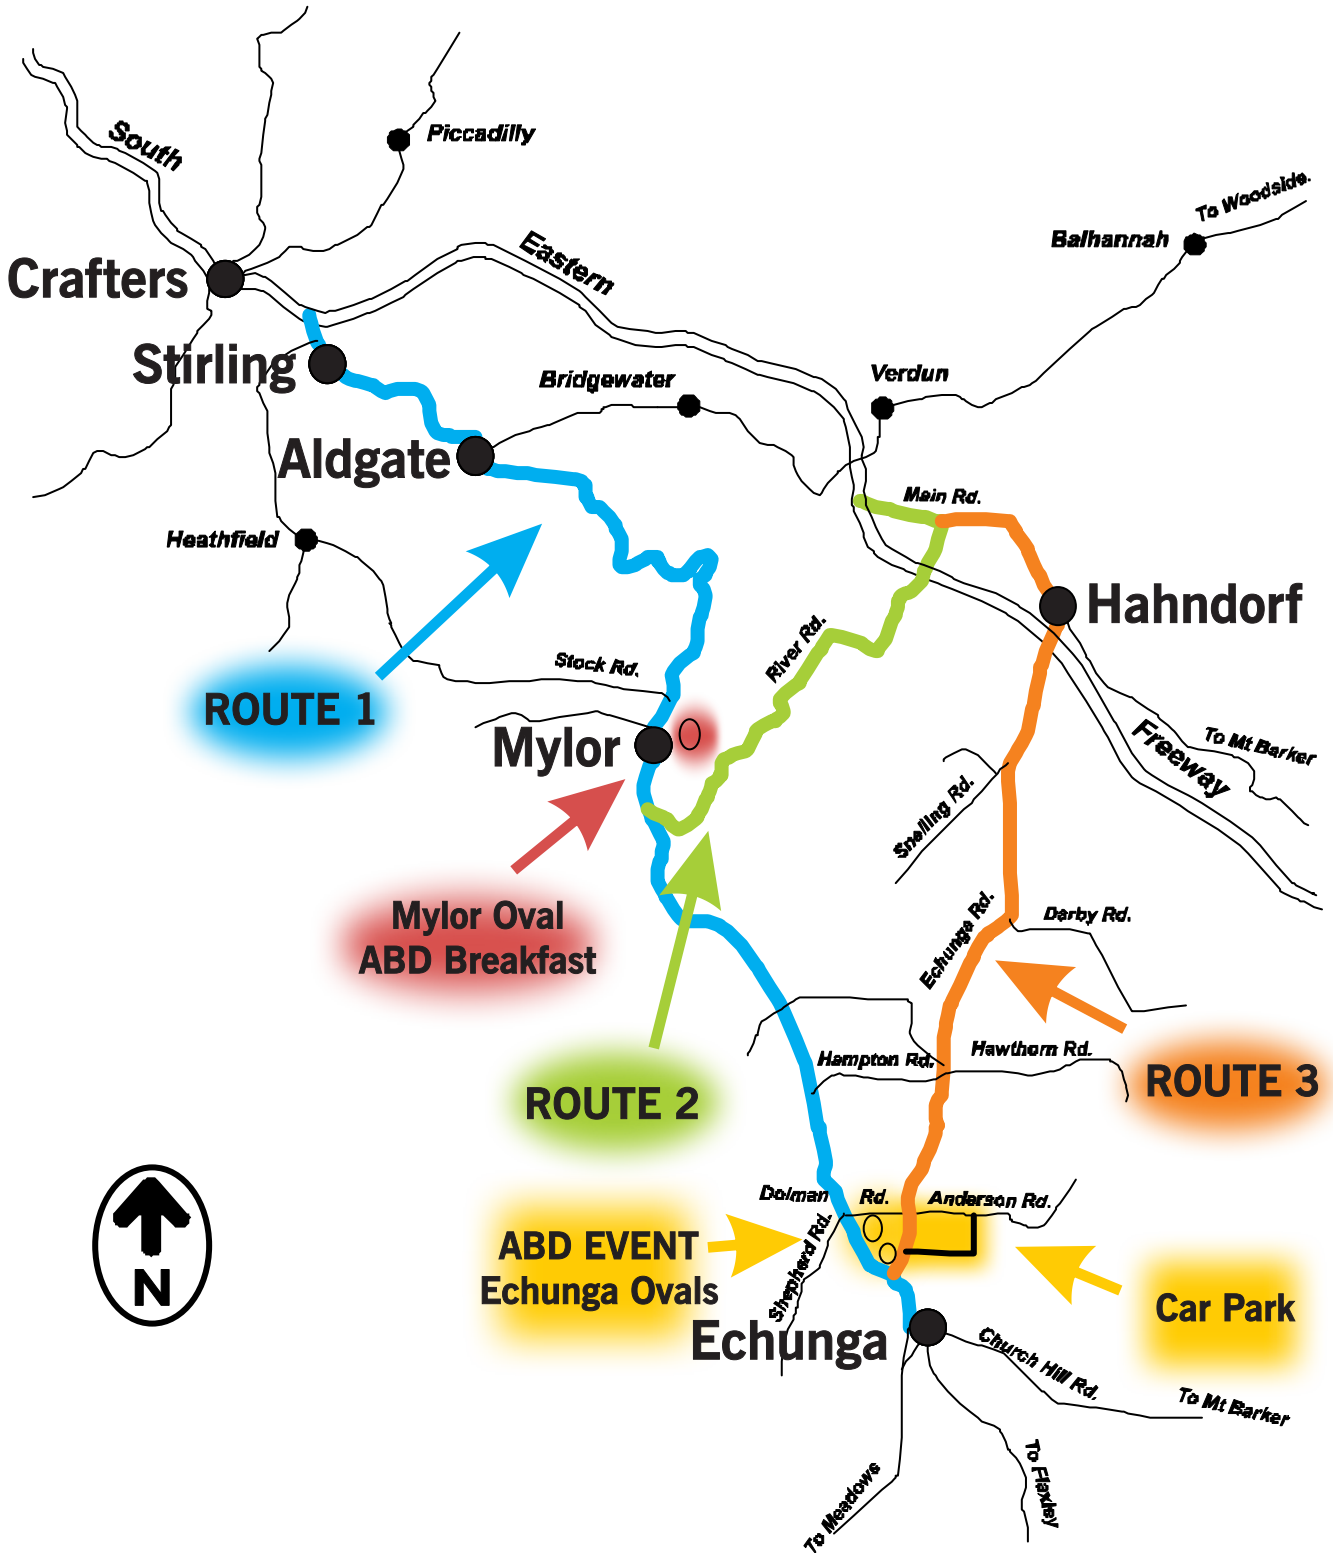 South
Piccadilly
To Woodside.
Balhannah
Eastern
Crafters
Stirling
Bridgewater
Verdun
Aldgate
Main Rd.
Heathfield
Hahndorf
River Rd.
Stock Rd.
ROUTE 1
Mylor
Freeway
To Mt Barker
Snelling Rd.
Mylor Oval
ABD Breakfast
Echunga Rd.
Darby Rd.
Hampton Rd.
Hawthorn Rd.
ROUTE 2
ROUTE 3
Dolman Rd.
Anderson Rd.
Shepherd Rd.
ABD EVENT
Echunga Ovals
Car Park
N
Echunga
Church Hill Rd.
To Mt Barker
To Meadows
To Flaxley